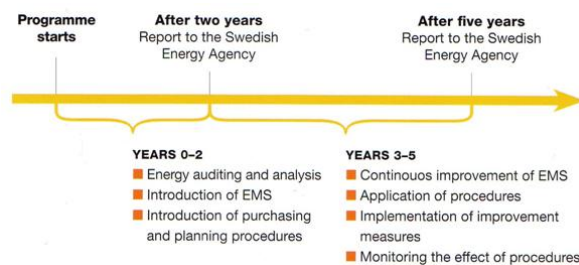 Programme
starts
After two years
Report to the Swedish
Energy Agency
After five years
Report to the Swedish
Energy Agency
YEARS 0–2
Energy auditing and analysis
Introduction of EMS
Introduction of purchasing
and planning procedures
YEARS 3–5
Continouos improvement of EMS
Application of procedures
Implementation of improvement
measures
Monitoring the effect of procedures